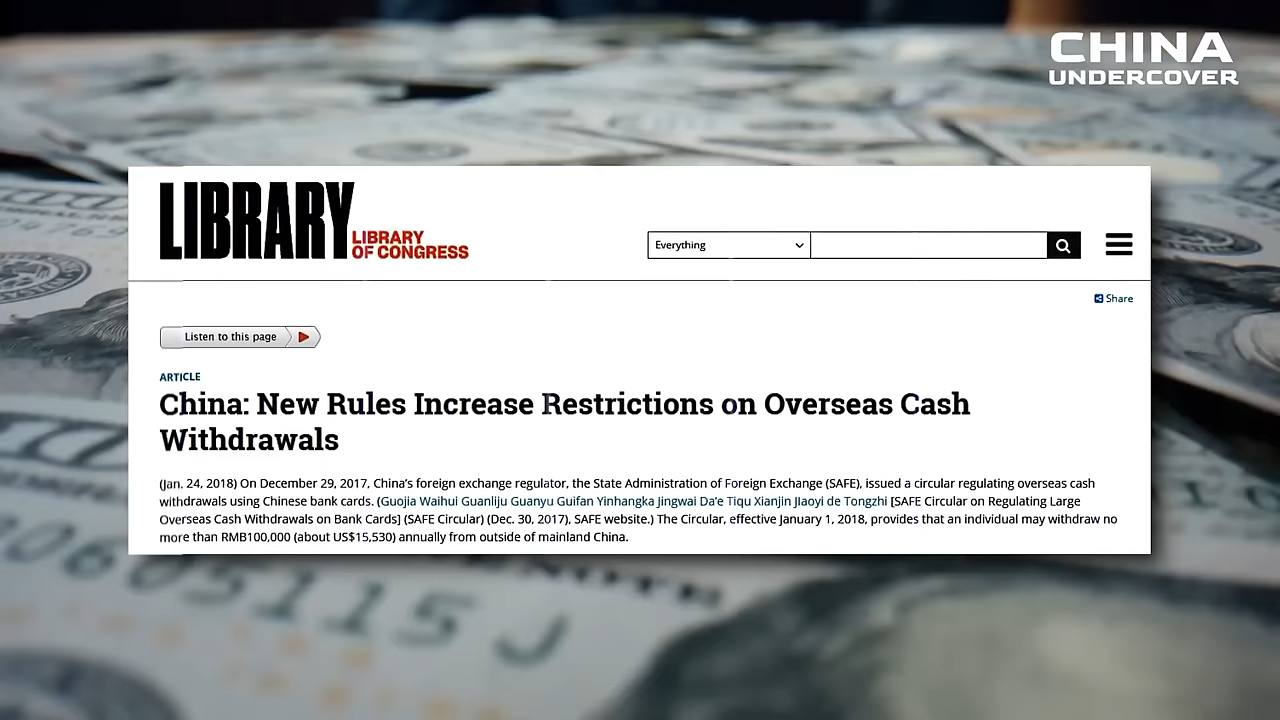 CHINA
UNDERCOVER
LIBRARY
LIBRARY
OF CONGRESS
Everything
Share
Listen to this page
ARTICLE
China: New Rules Increase Restrictions on Overseas Cash
Withdrawals
(Jan. 24, 2018) On December 29, 2017, China's foreign exchange regulator, the State Administration of Foreign Exchange (SAFE), issued a circular regulating overseas cash
withdrawals using Chinese bank cards. (Guojia Waihui Guanliju Guanyu Guifan Yinhangka Jingwai Da'e Tiqu Xianjin JIaoyi de Tongzhi [SAFE Circular on Regulating Large
Overseas Cash Withdrawals on Bank Cards] (SAFE Circular) (Dec. 30, 2017), SAFE website.) The Circular, effective January 1, 2018, provides that an individual may withdraw no
more than RMB100,000 (about US$15,530) annually from outside of mainland China.